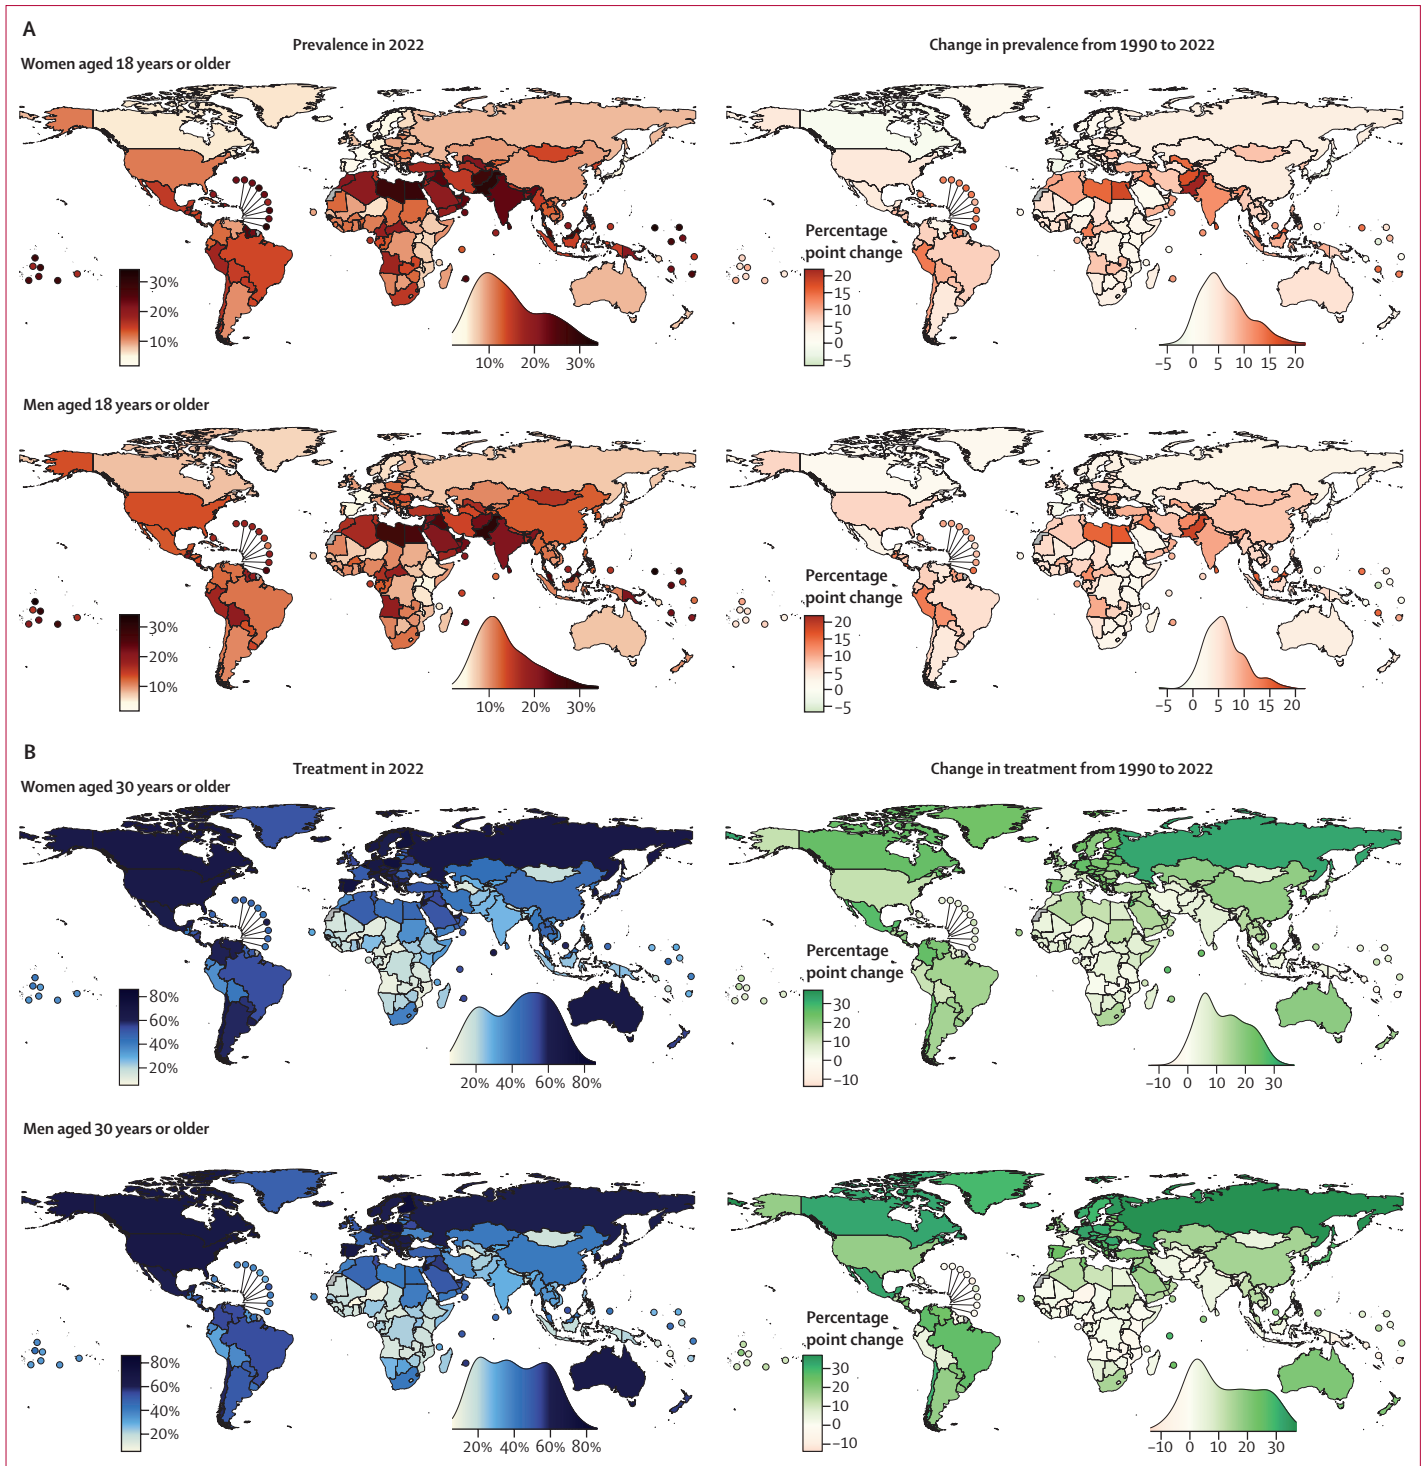 A
Prevalence in 2022
Change in prevalence from 1990 to 2022
Women aged 18 years or older
30%
20%
10%
10% 20% 30%
Percentage
point change
20
15
10
5
0
−5
−5 0 5 10 15 20
Men aged 18 years or older
30%
20%
10%
10% 20% 30%
Percentage
point change
20
15
10
5
0
−5
−5 0 5 10 15 20
B
Treatment in 2022
Change in treatment from 1990 to 2022
Women aged 30 years or older
80%
60%
40%
20%
20% 40% 60% 80%
Percentage
point change
30
20
10
0
−10
−10 0 10 20 30
Men aged 30 years or older
80%
60%
40%
20%
20% 40% 60% 80%
Percentage
point change
30
20
10
0
−10
−10 0 10 20 30